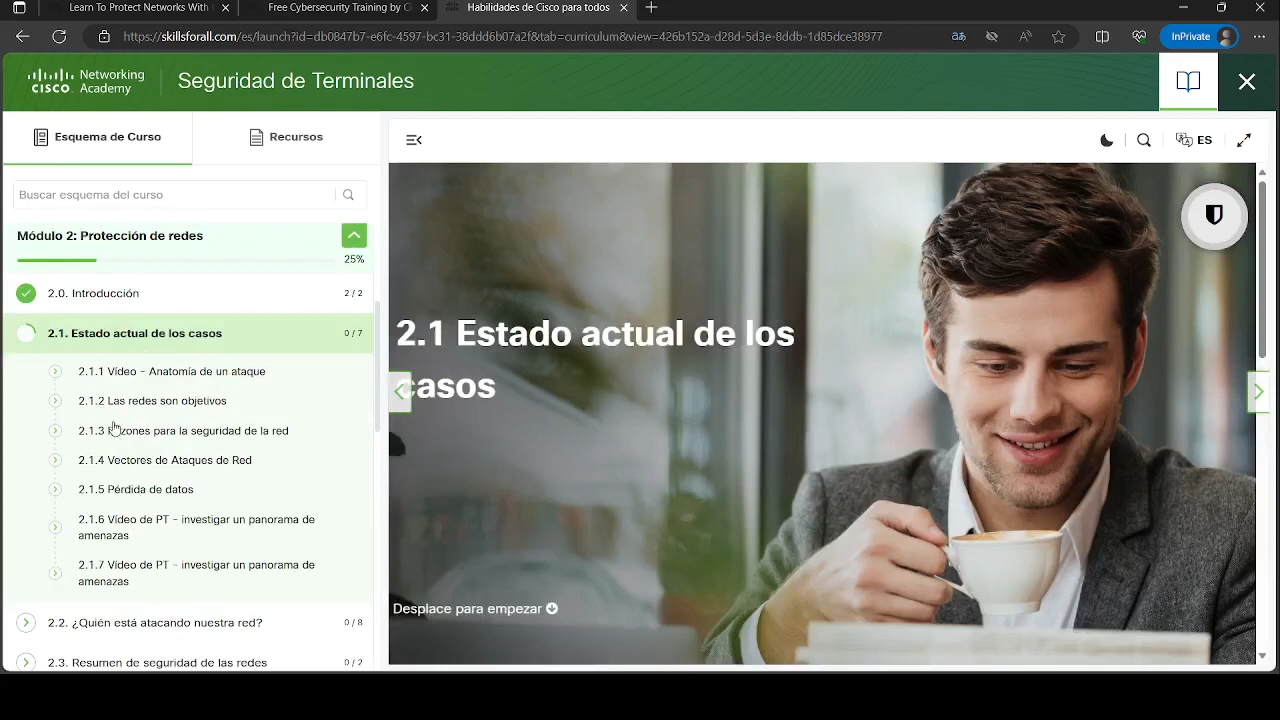 Learn To Protect Networks With
Free Cybersecurity Training by C
Habilidades de Cisco para todos
https://skillsforall.com/es/launch?id=db0847b7-e6fc-4597-bc31-38ddd6b07a2f&tab=curriculum&view=426b152a-d28d-5d3e-8ddb-1d85dce38977
InPrivate
CISCO
Networking
Academy
Seguridad de Terminales
Esquema de Curso
Recursos
ES
Buscar esquema del curso
Módulo 2: Protección de redes
25%
2.0. Introducción
2 / 2
2.1. Estado actual de los casos
0 / 7
2.1.1 Vídeo - Anatomía de un ataque
2.1.2 Las redes son objetivos
2.1.3 Razones para la seguridad de la red
2.1.4 Vectores de Ataques de Red
2.1.5 Pérdida de datos
2.1.6 Vídeo de PT - investigar un panorama de
amenazas
2.1.7 Vídeo de PT - investigar un panorama de
amenazas
2.2. ¿Quién está atacando nuestra red?
0 / 8
2.3. Resumen de seguridad de las redes
0 / 2
2.1 Estado actual de los
casos
Desplace para empezar